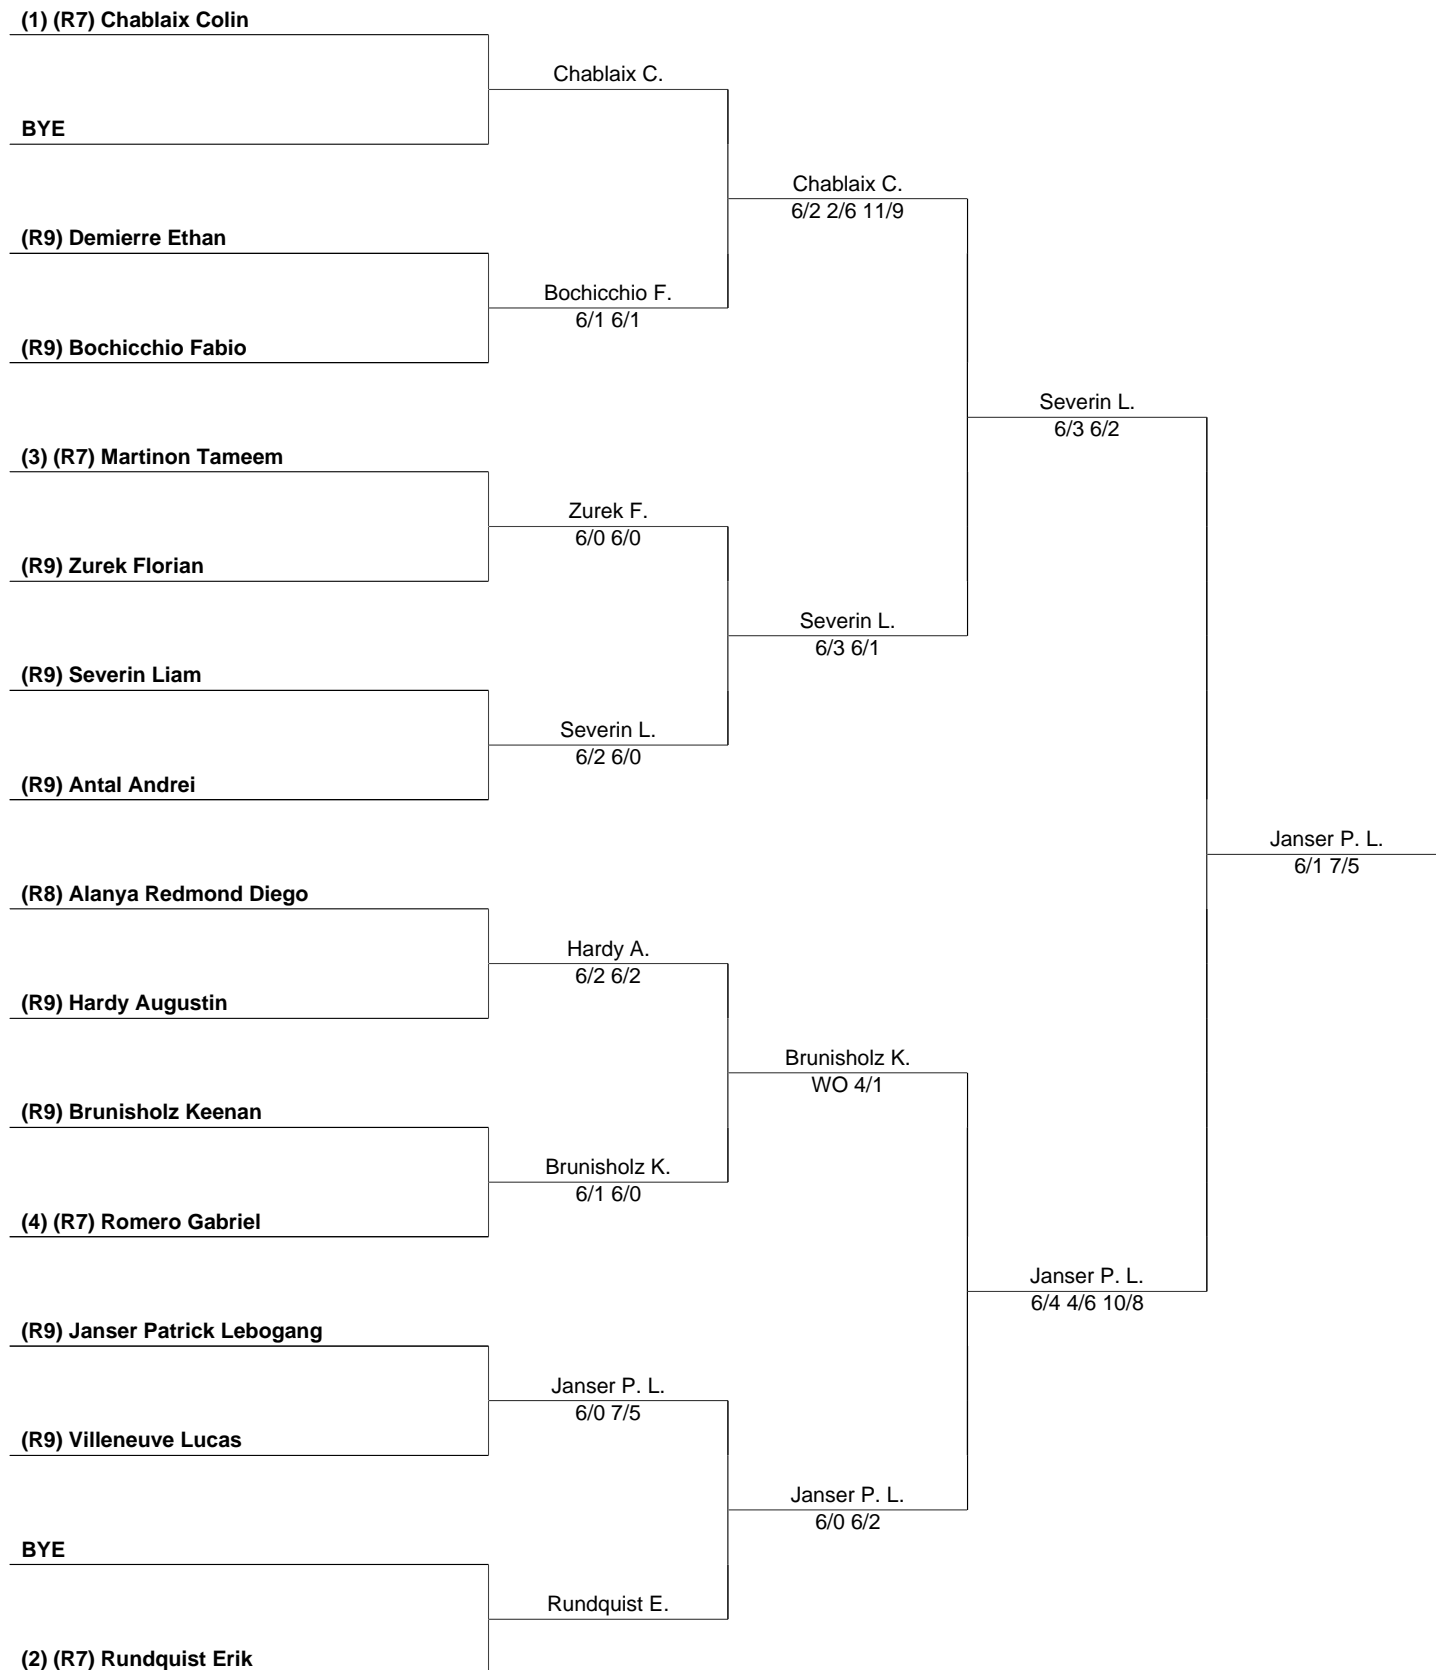 (1) (R7) Chablaix Colin
Chablaix C.
BYE
Chablaix C.
6/2 2/6 11/9
(R9) Demierre Ethan
Bochicchio F.
6/1 6/1
(R9) Bochicchio Fabio
Severin L.
6/3 6/2
(3) (R7) Martinon Tameem
Zurek F.
6/0 6/0
(R9) Zurek Florian
Severin L.
6/3 6/1
(R9) Severin Liam
Severin L.
6/2 6/0
(R9) Antal Andrei
Janser P. L.
6/1 7/5
(R8) Alanya Redmond Diego
Hardy A.
6/2 6/2
(R9) Hardy Augustin
Brunisholz K.
WO 4/1
(R9) Brunisholz Keenan
Brunisholz K.
6/1 6/0
(4) (R7) Romero Gabriel
Janser P. L.
6/4 4/6 10/8
(R9) Janser Patrick Lebogang
Janser P. L.
6/0 7/5
(R9) Villeneuve Lucas
Janser P. L.
6/0 6/2
BYE
Rundquist E.
(2) (R7) Rundquist Erik